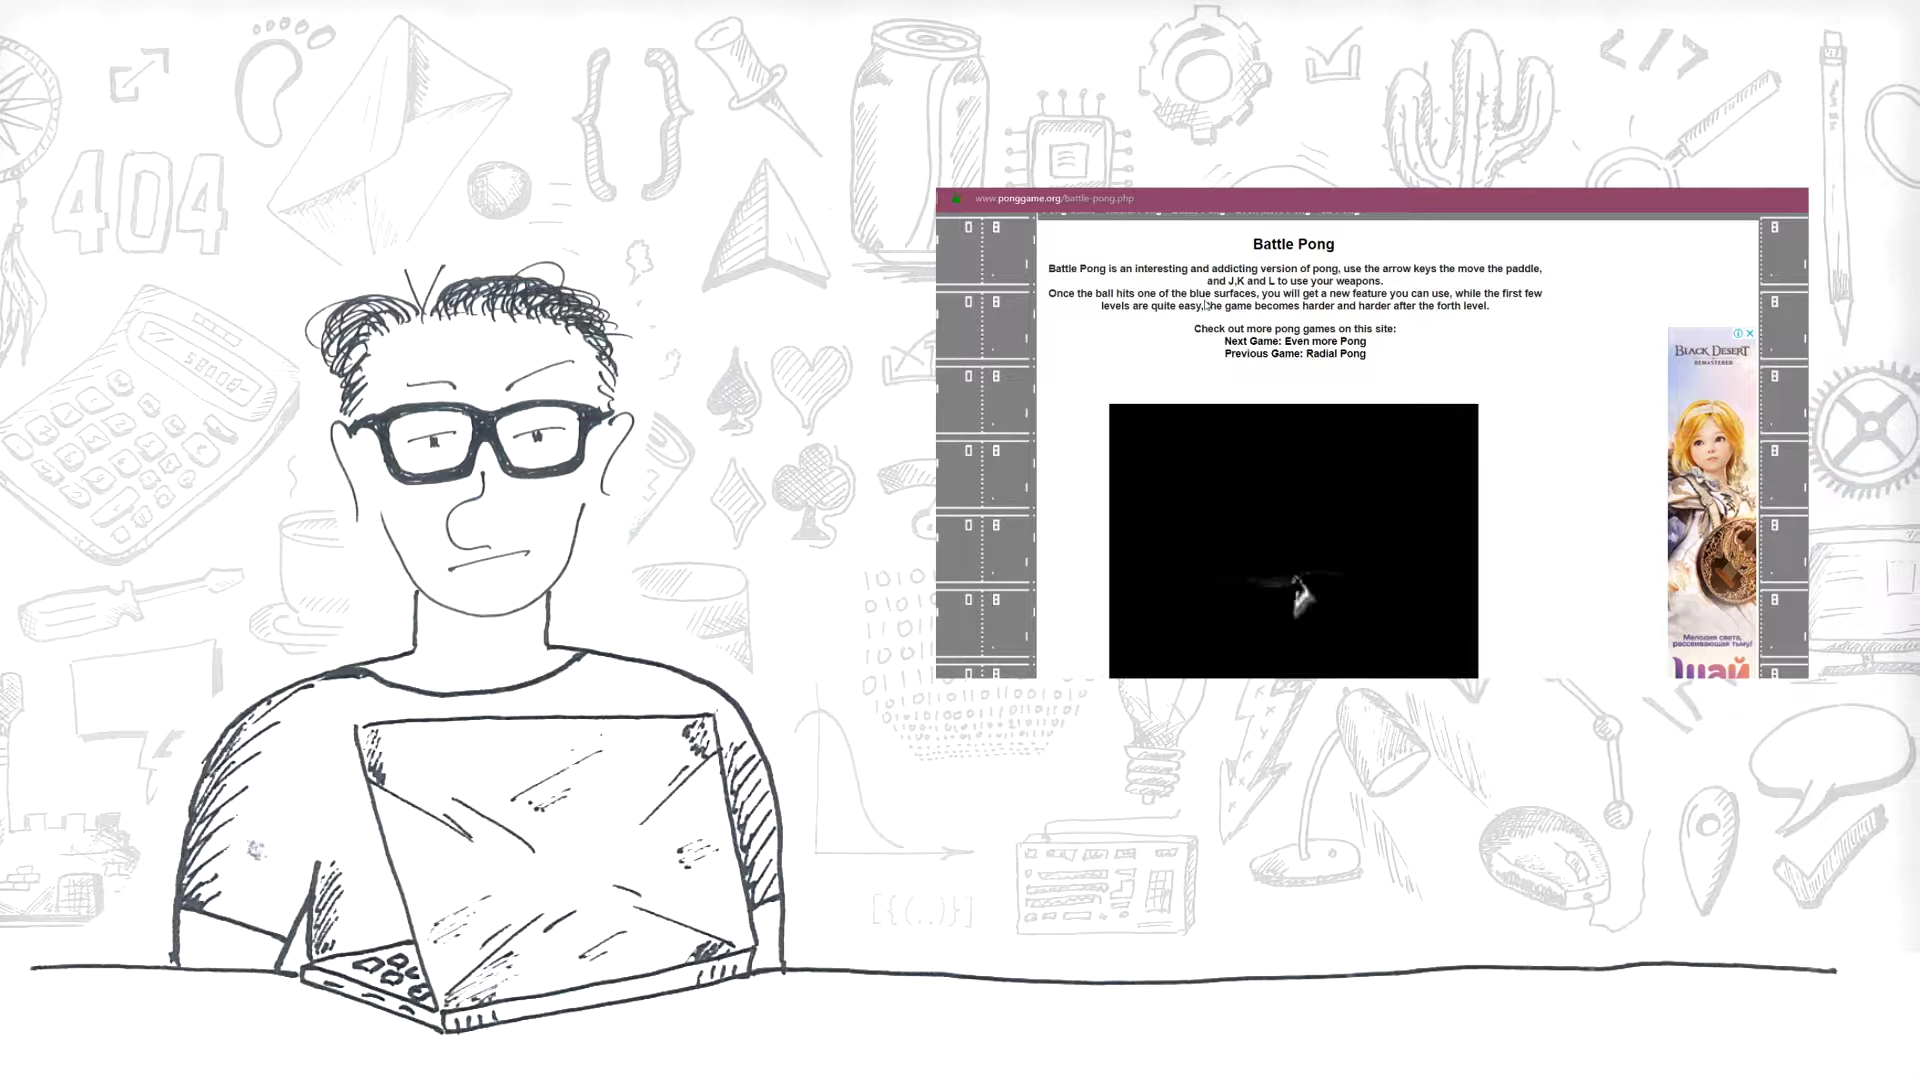 404
</>
www.ponggame.org/battle-pong.php
Battle Pong
Battle Pong is an interesting and addicting version of pong, use the arrow keys the move the paddle,
and J,K and L to use your weapons.
Once the ball hits one of the blue surfaces, you will get a new feature you can use, while the first few
levels are quite easy, the game becomes harder and harder after the forth level.
Check out more pong games on this site:
Next Game: Even more Pong
Previous Game: Radial Pong
BLACK DESERT
REMASTERED
Мелодия света,
рассеивающая тьму!
Шай
[{(,.)}]